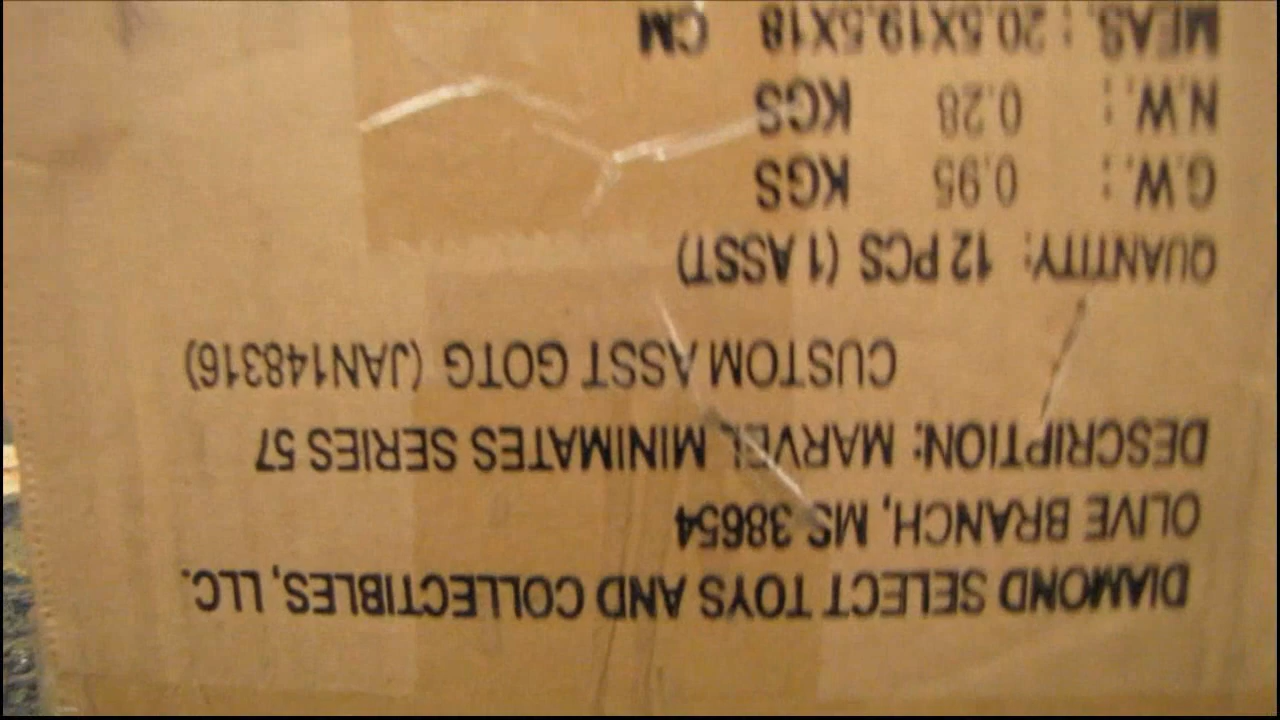 DIAMOND SELECT TOYS AND COLLECTIBLES, LLC.
OLIVE BRANCH, MS 38654
DESCRIPTION: MARVEL MINIMATES SERIES 57
CUSTOM ASST GOTG (JAN148316)
QUANTITY: 12 PCS (1 ASST)
G.W.: 0.95 KGS
N.W.: 0.28 KGS
MEAS.: 20.5X19.5X18 CM